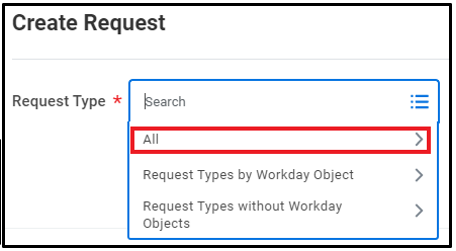 Create Request
Request Type *
Search
All
Request Types by Workday Object
Request Types without Workday
Objects